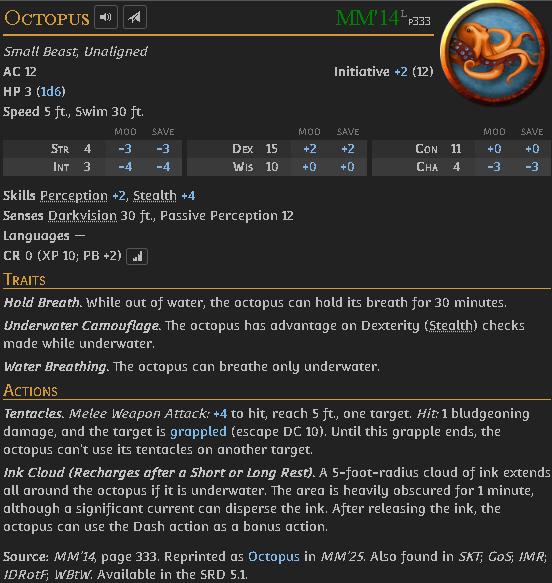 Octopus MM'14 L p333
Small Beast, Unaligned
AC 12 Initiative +2 (12)
HP 3 (1d6)
Speed 5 ft., Swim 30 ft.
MOD SAVE MOD SAVE MOD SAVE
Str 4 −3 −3 Dex 15 +2 +2 Con 11 +0 +0
Int 3 −4 −4 Wis 10 +0 +0 Cha 4 −3 −3
Skills Perception +2, Stealth +4
Senses Darkvision 30 ft., Passive Perception 12
Languages —
CR 0 (XP 10; PB +2)
Traits
Hold Breath. While out of water, the octopus can hold its breath for 30 minutes.
Underwater Camouflage. The octopus has advantage on Dexterity (Stealth) checks
made while underwater.
Water Breathing. The octopus can breathe only underwater.
Actions
Tentacles. Melee Weapon Attack: +4 to hit, reach 5 ft., one target. Hit: 1 bludgeoning
damage, and the target is grappled (escape DC 10). Until this grapple ends, the
octopus can't use its tentacles on another target.
Ink Cloud (Recharges after a Short or Long Rest). A 5-foot-radius cloud of ink extends
all around the octopus if it is underwater. The area is heavily obscured for 1 minute,
although a significant current can disperse the ink. After releasing the ink, the
octopus can use the Dash action as a bonus action.
Source: MM'14, page 333. Reprinted as Octopus in MM'25. Also found in SKT; GoS; IMR;
IDRotF; WBtW. Available in the SRD 5.1.